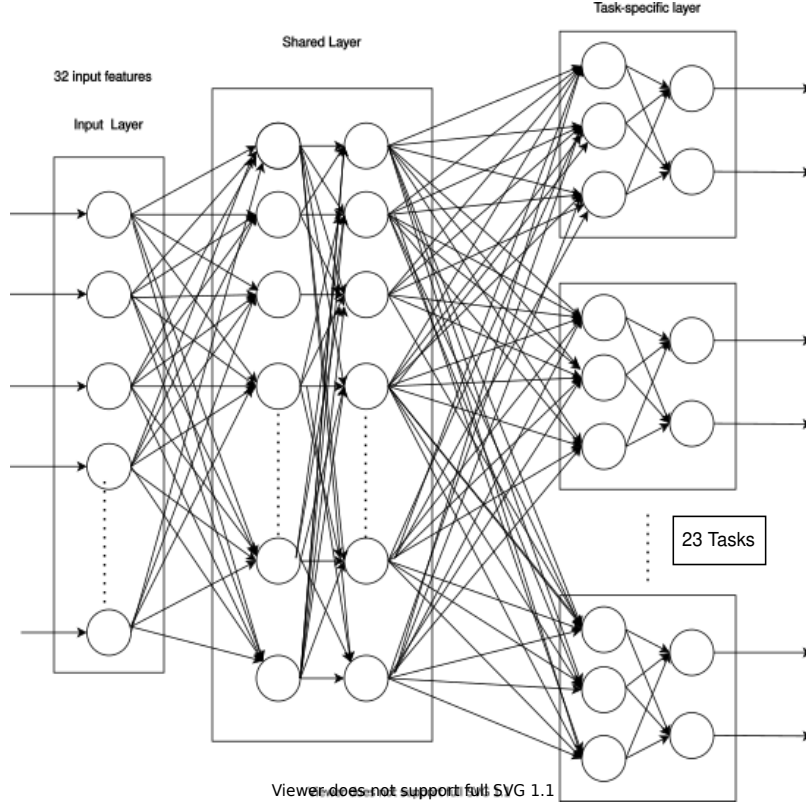 Task-specific layer
Shared Layer
32 input features
Input Layer
23 Tasks
Viewer does not support full SVG 1.1